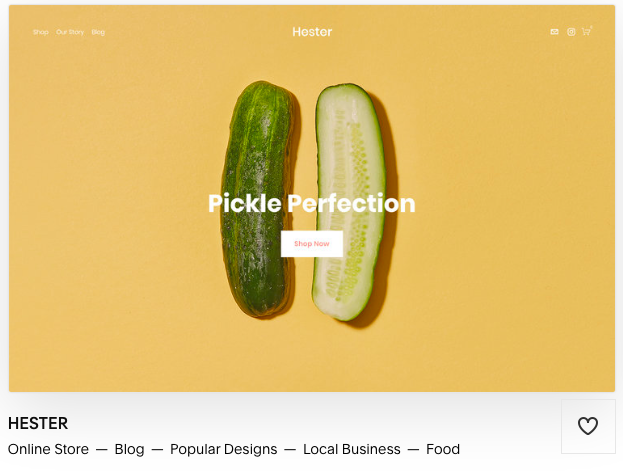 Shop Our Story Blog
Hester
Pickle Perfection
Shop Now
HESTER
Online Store — Blog — Popular Designs — Local Business — Food